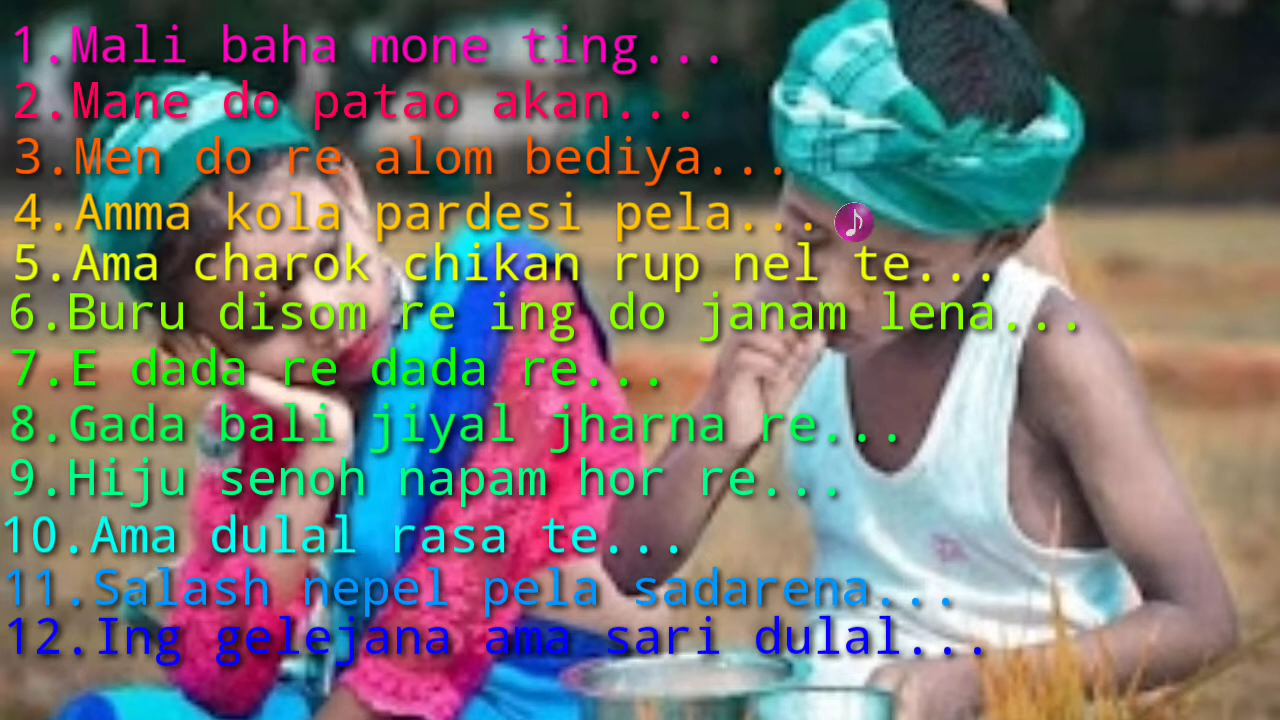 1.Mali baha mone ting...
2.Mane do patao akan...
3.Men do re alom bediya...
4.Amma kola pardesi pela...
5.Ama charok chikan rup nel te...
6.Buru disom re ing do janam lena...
7.E dada re dada re...
8.Gada bali jiyal jharna re...
9.Hiju senoh napam hor re...
10.Ama dulal rasa te...
11.Salash nepel pela sadarena...
12.Ing gelejana ama sari dulal...